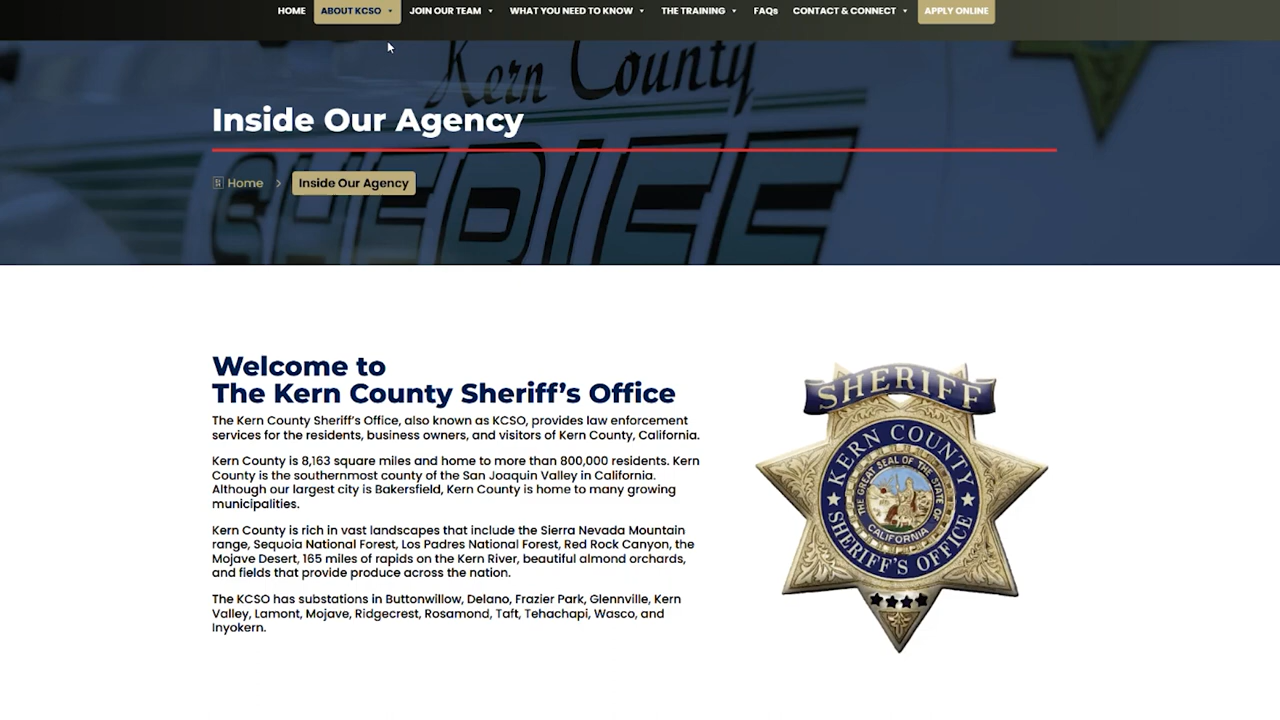 HOME ABOUT KCSO JOIN OUR TEAM WHAT YOU NEED TO KNOW THE TRAINING FAQs CONTACT & CONNECT APPLY ONLINE
Kern County
SHERIFF
Inside Our Agency
Home > Inside Our Agency
Welcome to
The Kern County Sheriff's Office
The Kern County Sheriff's Office, also known as KCSO, provides law enforcement
services for the residents, business owners, and visitors of Kern County, California.
Kern County is 8,163 square miles and home to more than 800,000 residents. Kern
County is the southernmost county of the San Joaquin Valley in California.
Although our largest city is Bakersfield, Kern County is home to many growing
municipalities.
Kern County is rich in vast landscapes that include the Sierra Nevada Mountain
range, Sequoia National Forest, Los Padres National Forest, Red Rock Canyon, the
Mojave Desert, 165 miles of rapids on the Kern River, beautiful almond orchards,
and fields that provide produce across the nation.
The KCSO has substations in Buttonwillow, Delano, Frazier Park, Glennville, Kern
Valley, Lamont, Mojave, Ridgecrest, Rosamond, Taft, Tehachapi, Wasco, and
Inyokern.
SHERIFF
KERN COUNTY
THE GREAT SEAL OF THE STATE OF
CALIFORNIA
SHERIFF'S OFFICE